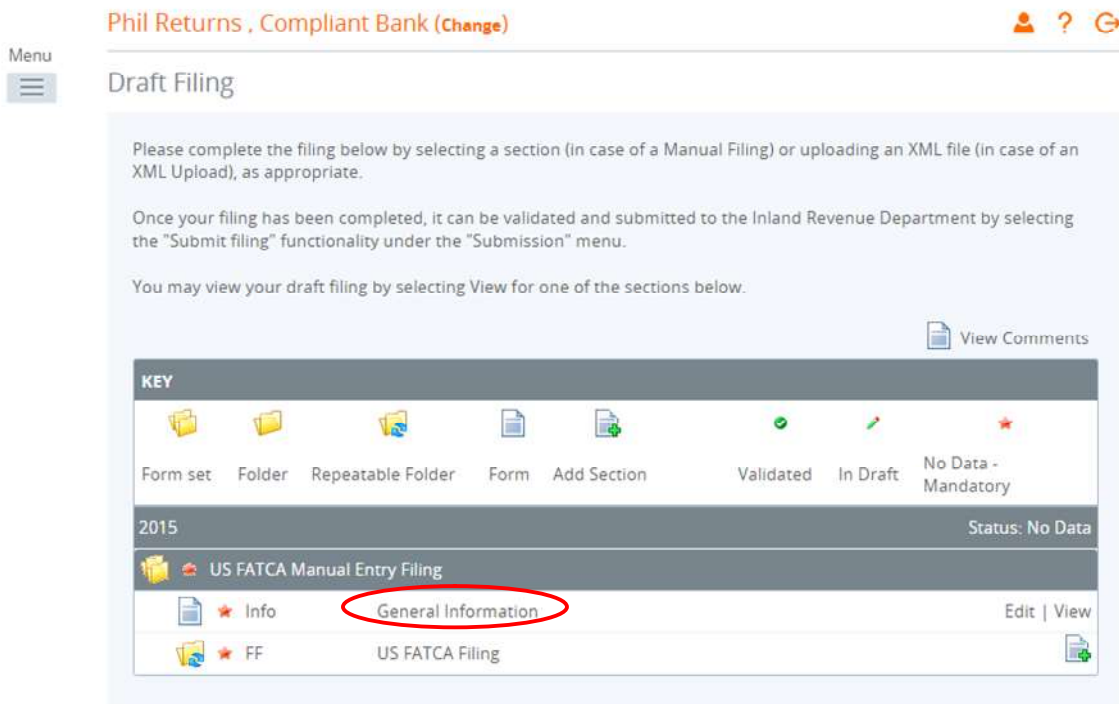 Phil Returns , Compliant Bank (Change)
?
Menu
Draft Filing
Please complete the filing below by selecting a section (in case of a Manual Filing) or uploading an XML file (in case of an
XML Upload), as appropriate.
Once your filing has been completed, it can be validated and submitted to the Inland Revenue Department by selecting
the "Submit filing" functionality under the "Submission" menu.
You may view your draft filing by selecting View for one of the sections below.
View Comments
KEY
Form set Folder Repeatable Folder Form Add Section Validated In Draft No Data -
Mandatory
2015 Status: No Data
US FATCA Manual Entry Filing
Info General Information Edit | View
FF US FATCA Filing